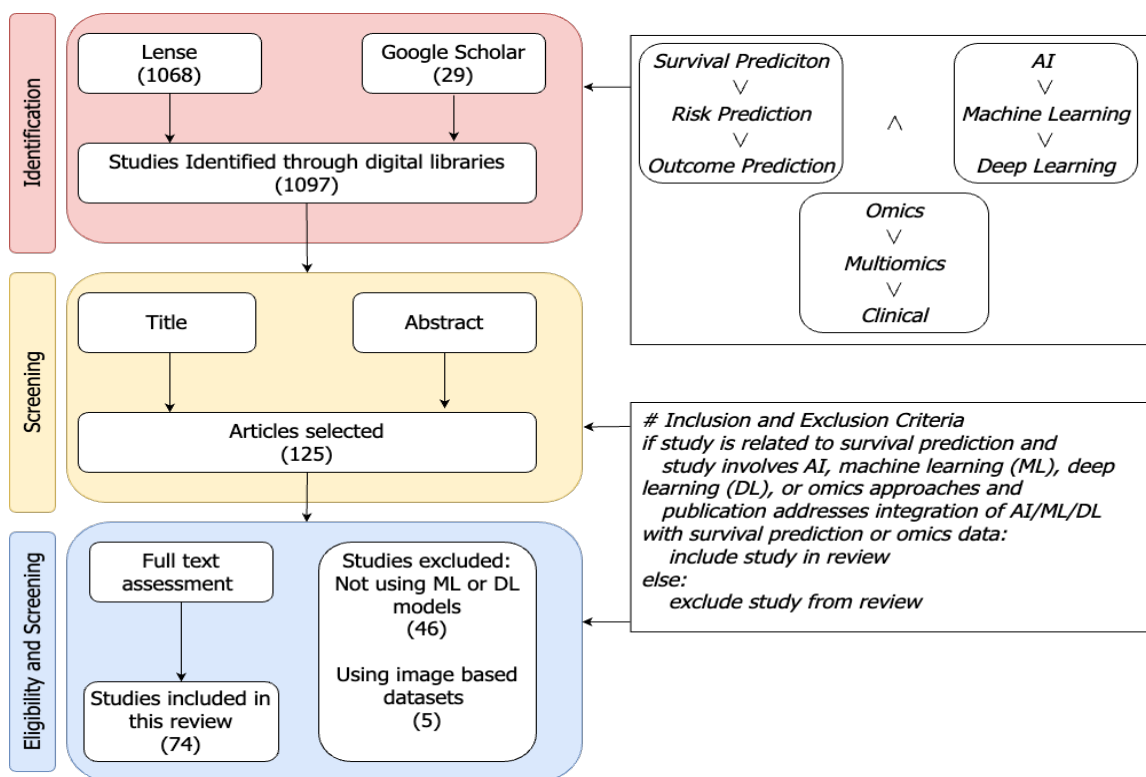 Identification
Lense
(1068)
Google Scholar
(29)
Studies Identified through digital libraries
(1097)
Survival Prediciton
∨
Risk Prediction
∨
Outcome Prediction
∧
AI
∨
Machine Learning
∨
Deep Learning
Omics
∨
Multiomics
∨
Clinical
Screening
Title
Abstract
Articles selected
(125)
# Inclusion and Exclusion Criteria
if study is related to survival prediction and
study involves AI, machine learning (ML), deep
learning (DL), or omics approaches and
publication addresses integration of AI/ML/DL
with survival prediction or omics data:
include study in review
else:
exclude study from review
Eligibility and Screening
Full text
assessment
Studies included in
this review
(74)
Studies excluded:
Not using ML or DL
models
(46)
Using image based
datasets
(5)